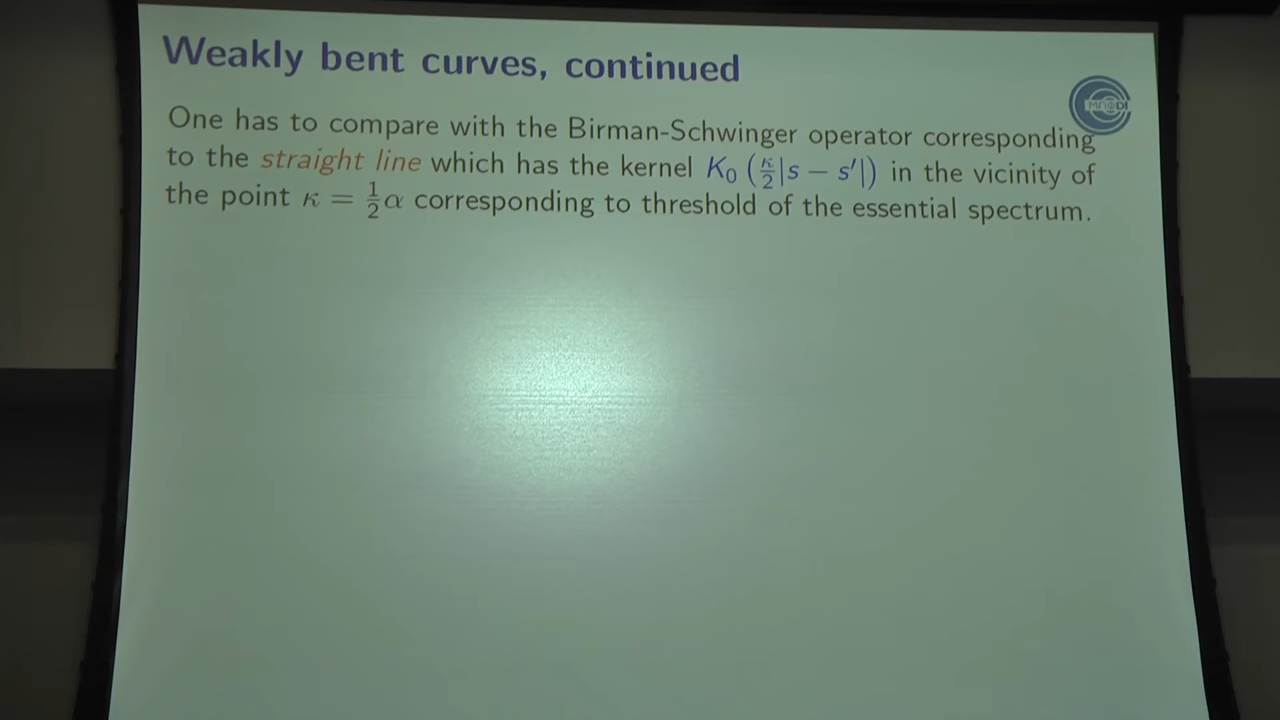 Weakly bent curves, continued
One has to compare with the Birman-Schwinger operator corresponding
to the straight line which has the kernel K₀ (κ/2|s − s′|) in the vicinity of
the point κ = ½α corresponding to threshold of the essential spectrum.